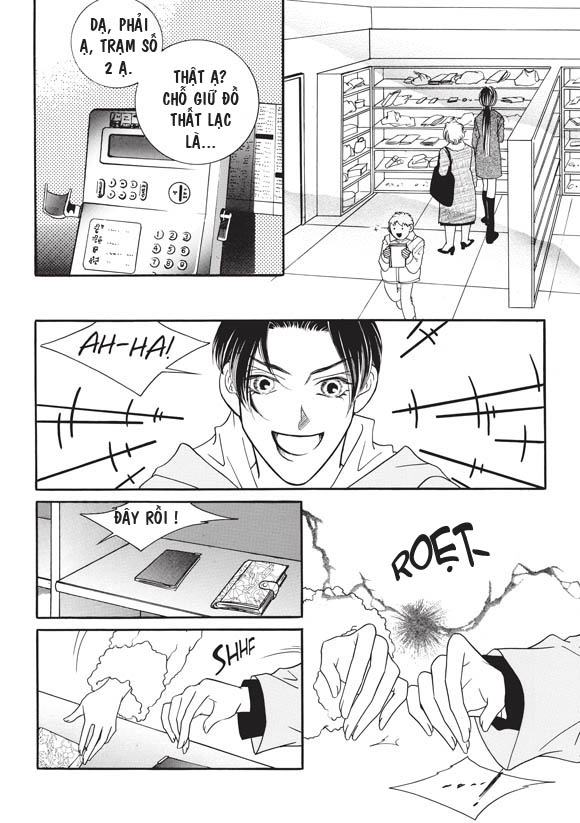 DẠ, PHẢI
Ạ, TRẠM SỐ
2 Ạ.
THẬT Ạ?
CHỖ GIỮ ĐỒ
THẤT LẠC
LÀ...
AH-HA!
ĐÂY RỒI !
ROẸT
SHHF